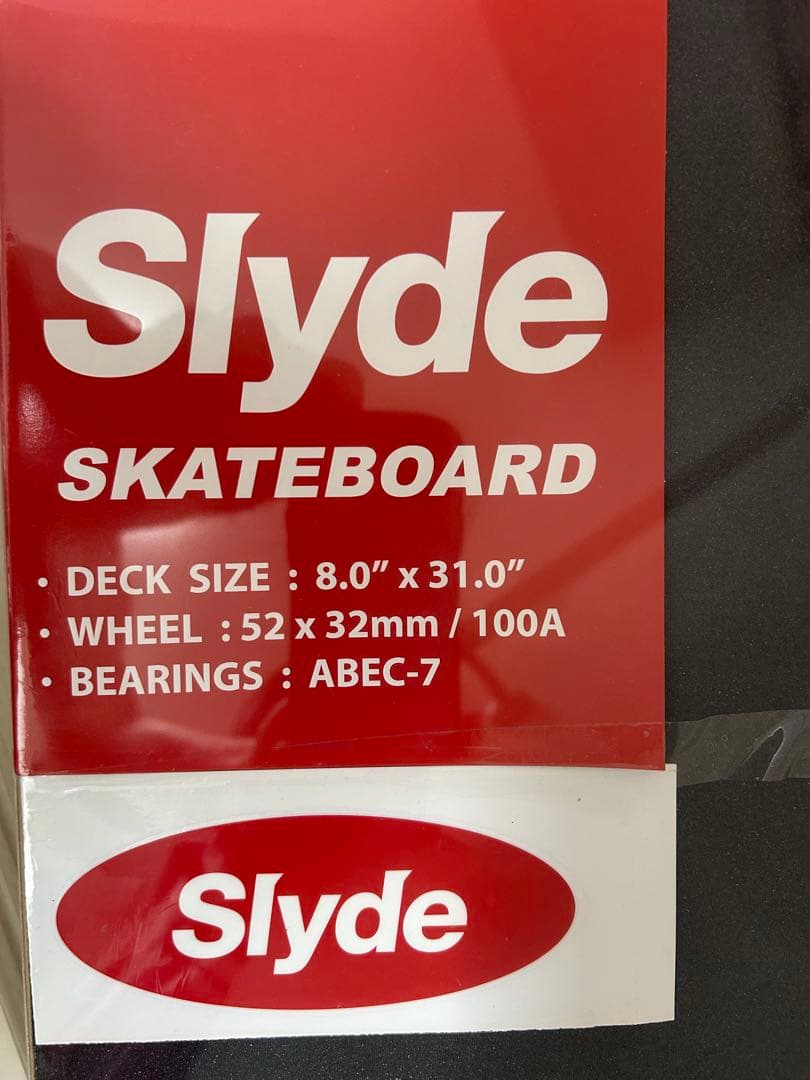 Slyde
SKATEBOARD
• DECK SIZE : 8.0” x 31.0”
• WHEEL : 52 x 32mm / 100A
• BEARINGS : ABEC-7
Slyde